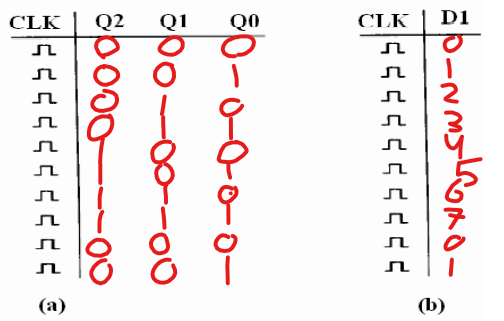 CLK Q2 Q1 Q0
0 0 0
0 0 1
0 1 0
0 1 1
1 0 0
1 0 1
1 1 0
1 1 1
0 0 0
0 0 1
(a)
CLK D1
0
1
2
3
4
5
6
7
0
1
(b)